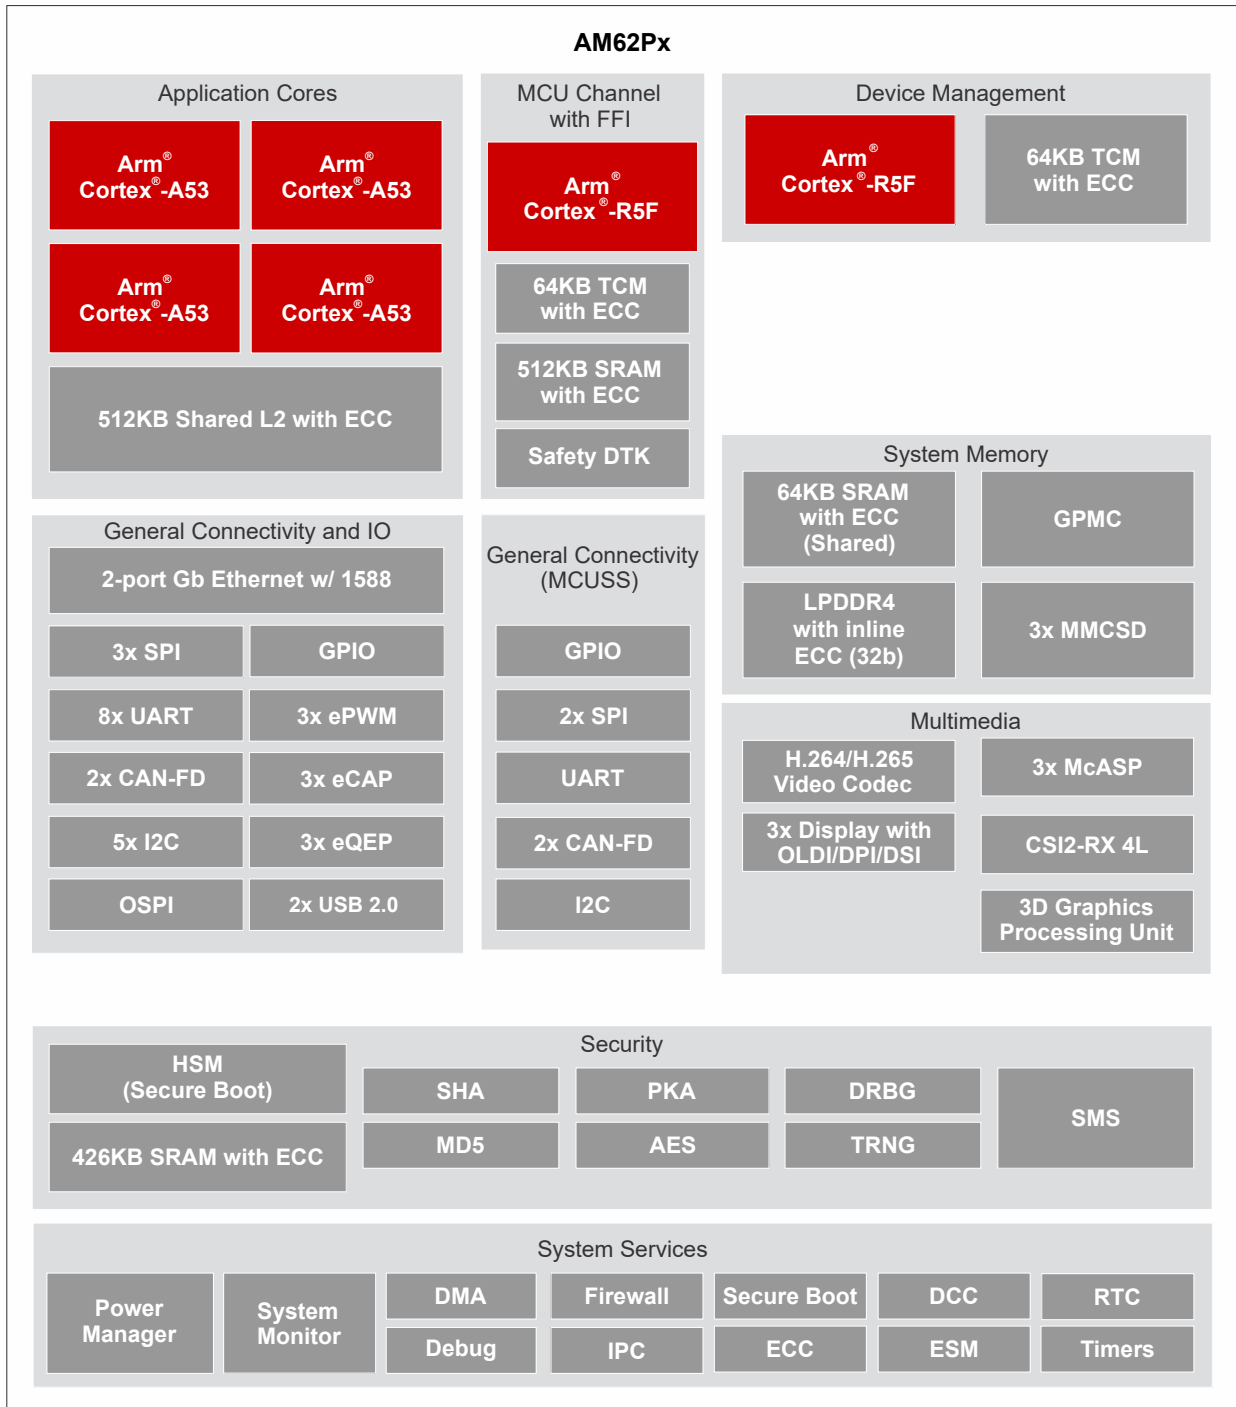 AM62Px
Application Cores
Arm®
Cortex®-A53
Arm®
Cortex®-A53
Arm®
Cortex®-A53
Arm®
Cortex®-A53
512KB Shared L2 with ECC
MCU Channel
with FFI
Arm®
Cortex®-R5F
64KB TCM
with ECC
512KB SRAM
with ECC
Safety DTK
Device Management
Arm®
Cortex®-R5F
64KB TCM
with ECC
System Memory
64KB SRAM
with ECC
(Shared)
GPMC
LPDDR4
with inline
ECC (32b)
3x MMCSD
General Connectivity and IO
2-port Gb Ethernet w/ 1588
3x SPI
GPIO
8x UART
3x ePWM
2x CAN-FD
3x eCAP
5x I2C
3x eQEP
OSPI
2x USB 2.0
General Connectivity
(MCUSS)
GPIO
2x SPI
UART
2x CAN-FD
I2C
Multimedia
H.264/H.265
Video Codec
3x McASP
3x Display with
OLDI/DPI/DSI
CSI2-RX 4L
3D Graphics
Processing Unit
Security
HSM
(Secure Boot)
426KB SRAM with ECC
SHA
PKA
DRBG
MD5
AES
TRNG
SMS
System Services
Power
Manager
System
Monitor
DMA
Firewall
Secure Boot
DCC
RTC
Debug
IPC
ECC
ESM
Timers